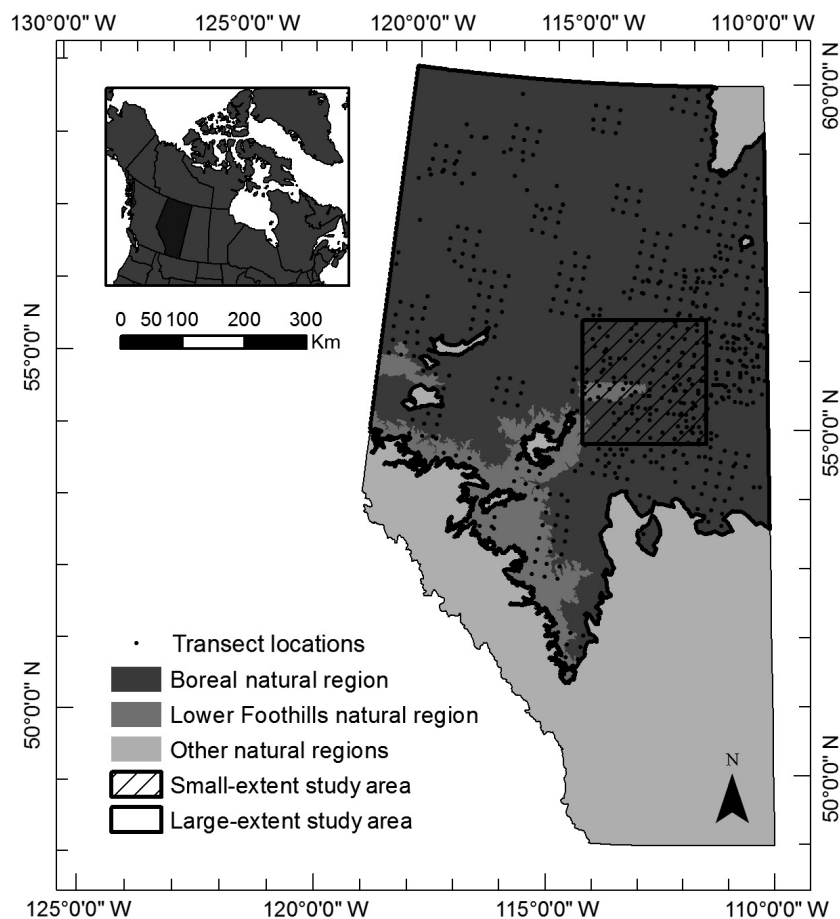 130°0'0" W 120°0'0" W 115°0'0" W 110°0'0" W
60°0'0" N
0 50 100 200 300
Km
55°0'0" N
55°0'0" N
Transect locations
Boreal natural region
Lower Foothills natural region
Other natural regions
Small-extent study area
Large-extent study area
50°0'0" N
N
50°0'0" N
125°0'0" W 120°0'0" W 115°0'0" W 110°0'0" W